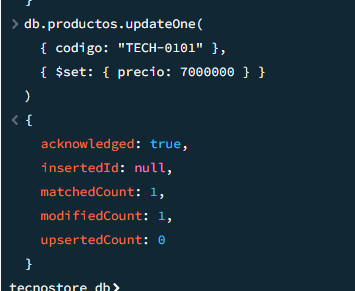 > db.productos.updateOne(
{ codigo: "TECH-0101" },
{ $set: { precio: 7000000 } }
)
< {
acknowledged: true,
insertedId: null,
matchedCount: 1,
modifiedCount: 1,
upsertedCount: 0
}
tecnostore_db>